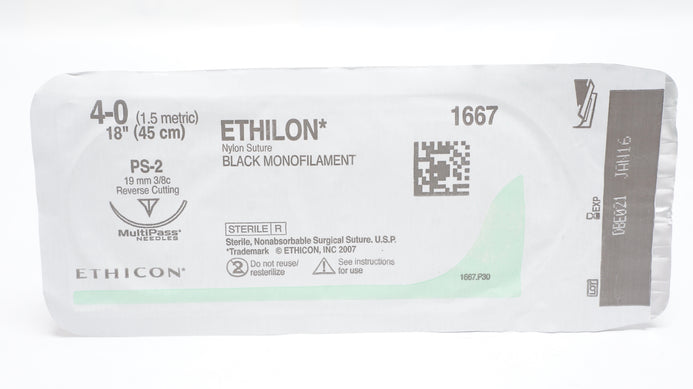 4-0 (1.5 metric)
18" (45 cm)
PS-2
19 mm 3/8c
Reverse Cutting
MultiPass*
NEEDLES
ETHICON*
ETHILON*
Nylon Suture
BLACK MONOFILAMENT
1667
STERILE R
Sterile, Nonabsorbable Surgical Suture. U.S.P.
*Trademark © ETHICON, INC 2007
2 Do not reuse/
resterilize
See instructions
for use
1667.P30
EXP
JAN16
LOT
DBE021